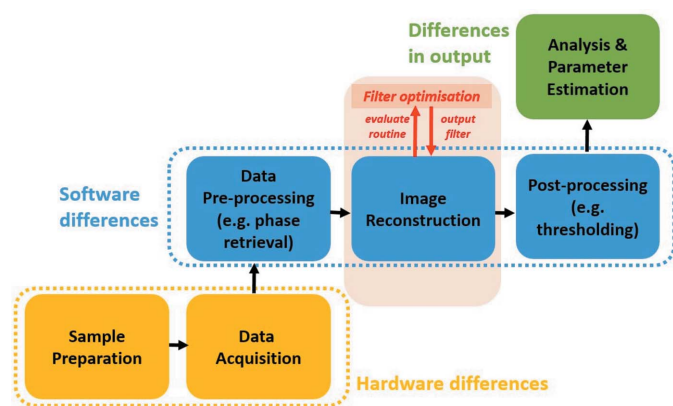 Differences
in output
Analysis &
Parameter
Estimation
Filter optimisation
evaluate
routine
output
filter
Software
differences
Data
Pre-processing
(e.g. phase
retrieval)
Image
Reconstruction
Post-processing
(e.g.
thresholding)
Sample
Preparation
Data
Acquisition
Hardware differences